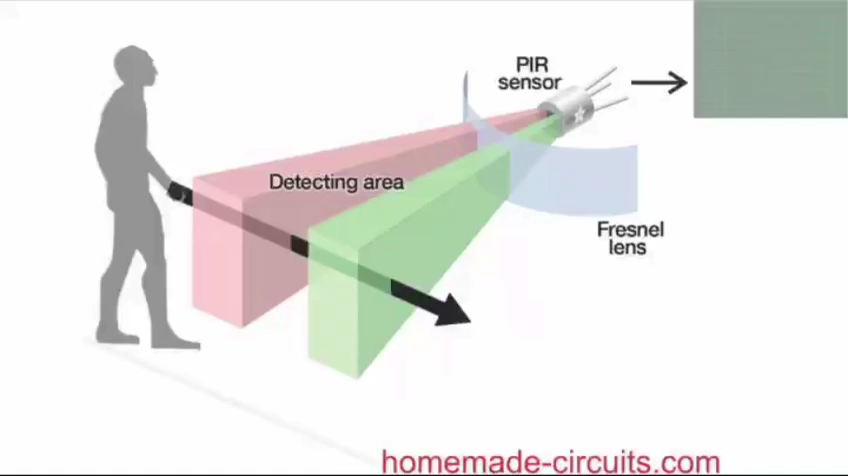 PIR
sensor
Detecting area
Fresnel
lens
homemade-circuits.com